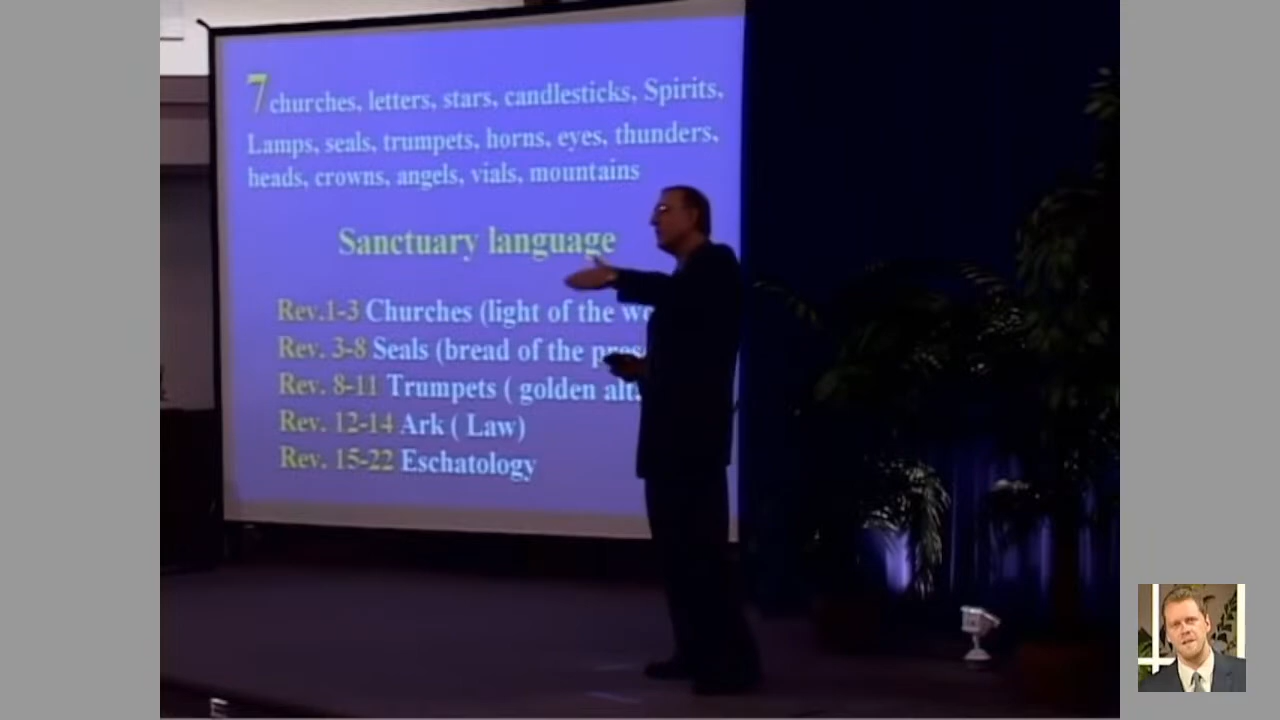 7 churches, letters, stars, candlesticks, Spirits,
Lamps, seals, trumpets, horns, eyes, thunders,
heads, crowns, angels, vials, mountains
Sanctuary language
Rev.1-3 Churches (light of the
Rev. 3-8 Seals (bread of the
Rev. 8-11 Trumpets ( golden
Rev. 12-14 Ark ( Law)
Rev. 15-22 Eschatology